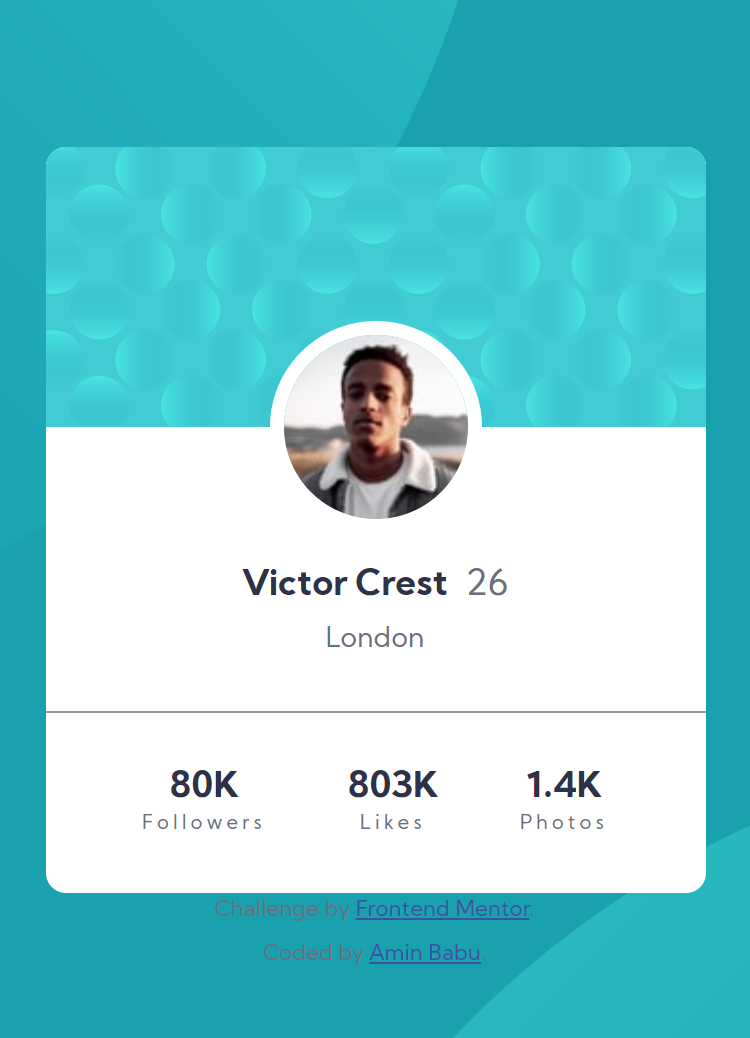 Victor Crest 26
London
80K 803K 1.4K
Followers Likes Photos
Challenge by Frontend Mentor.
Coded by Amin Babu.